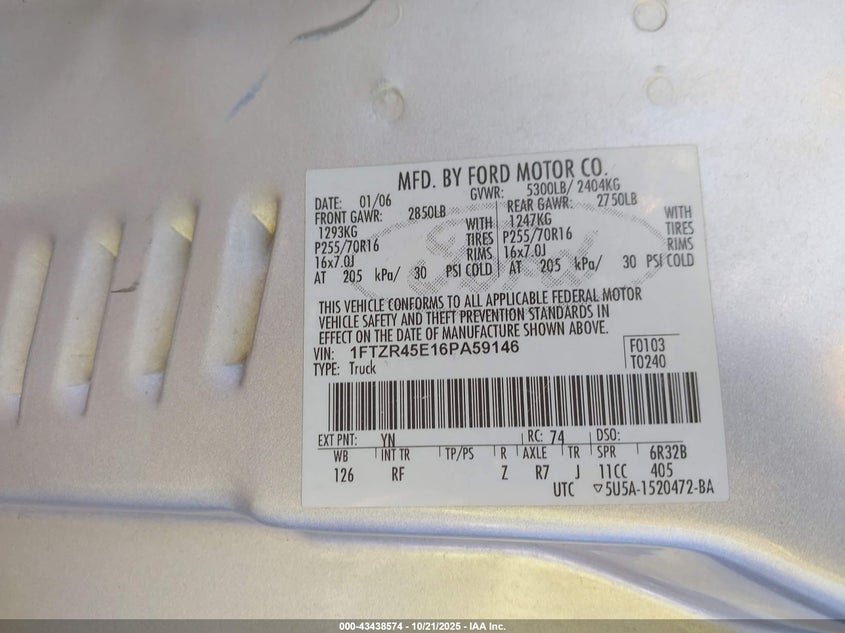 MFD. BY FORD MOTOR CO.
DATE: 01/06 GVWR: 5300LB/ 2404KG
FRONT GAWR: 2850LB REAR GAWR: 2750LB
1293KG WITH 1247KG WITH
P255/70R16 TIRES P255/70R16 TIRES
16x7.0J RIMS 16x7.0J RIMS
AT 205 kPa/ 30 PSI COLD AT 205 kPa/ 30 PSI COLD
Ford
THIS VEHICLE CONFORMS TO ALL APPLICABLE FEDERAL MOTOR
VEHICLE SAFETY AND THEFT PREVENTION STANDARDS IN
EFFECT ON THE DATE OF MANUFACTURE SHOWN ABOVE.
VIN: 1FTZR45E16PA59146 F0103
TYPE: Truck T0240
EXT PNT: YN RC: 74 DSO:
WB INT TR TP/PS R AXLE TR SPR 6R32B
126 RF Z R7 J 11CC 405
UTC ▽5U5A-1520472-BA
000-43438574 - 10/21/2025 - IAA Inc.